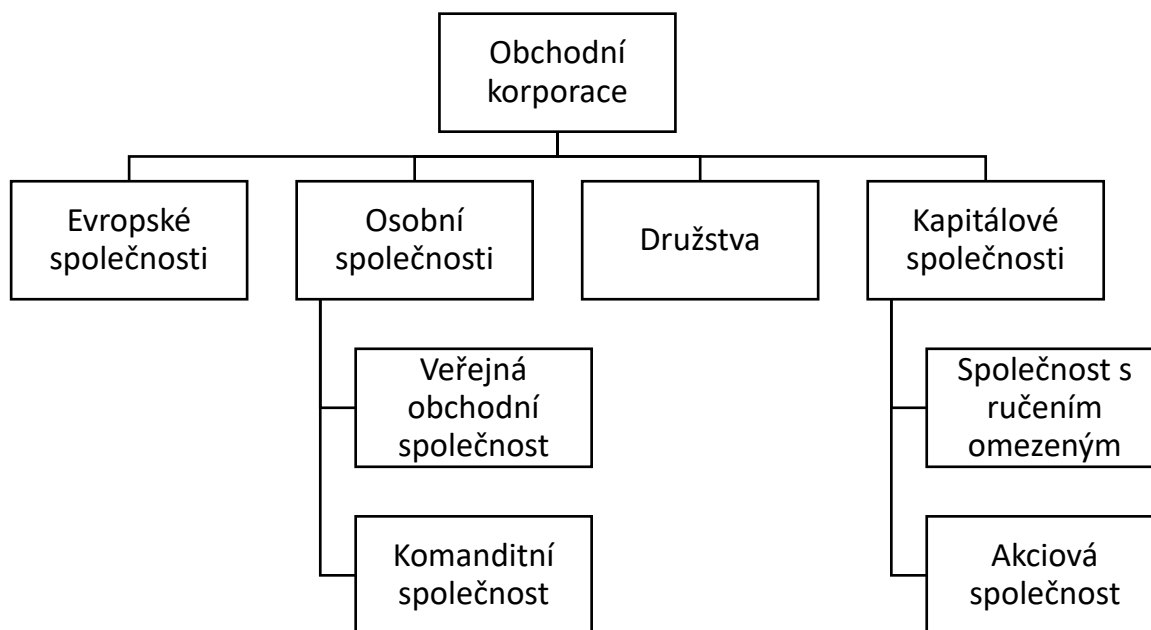 Obchodní
korporace
Evropské
společnosti
Osobní
společnosti
Družstva
Kapitálové
společnosti
Veřejná
obchodní
společnost
Společnost s
ručením
omezeným
Komanditní
společnost
Akciová
společnost